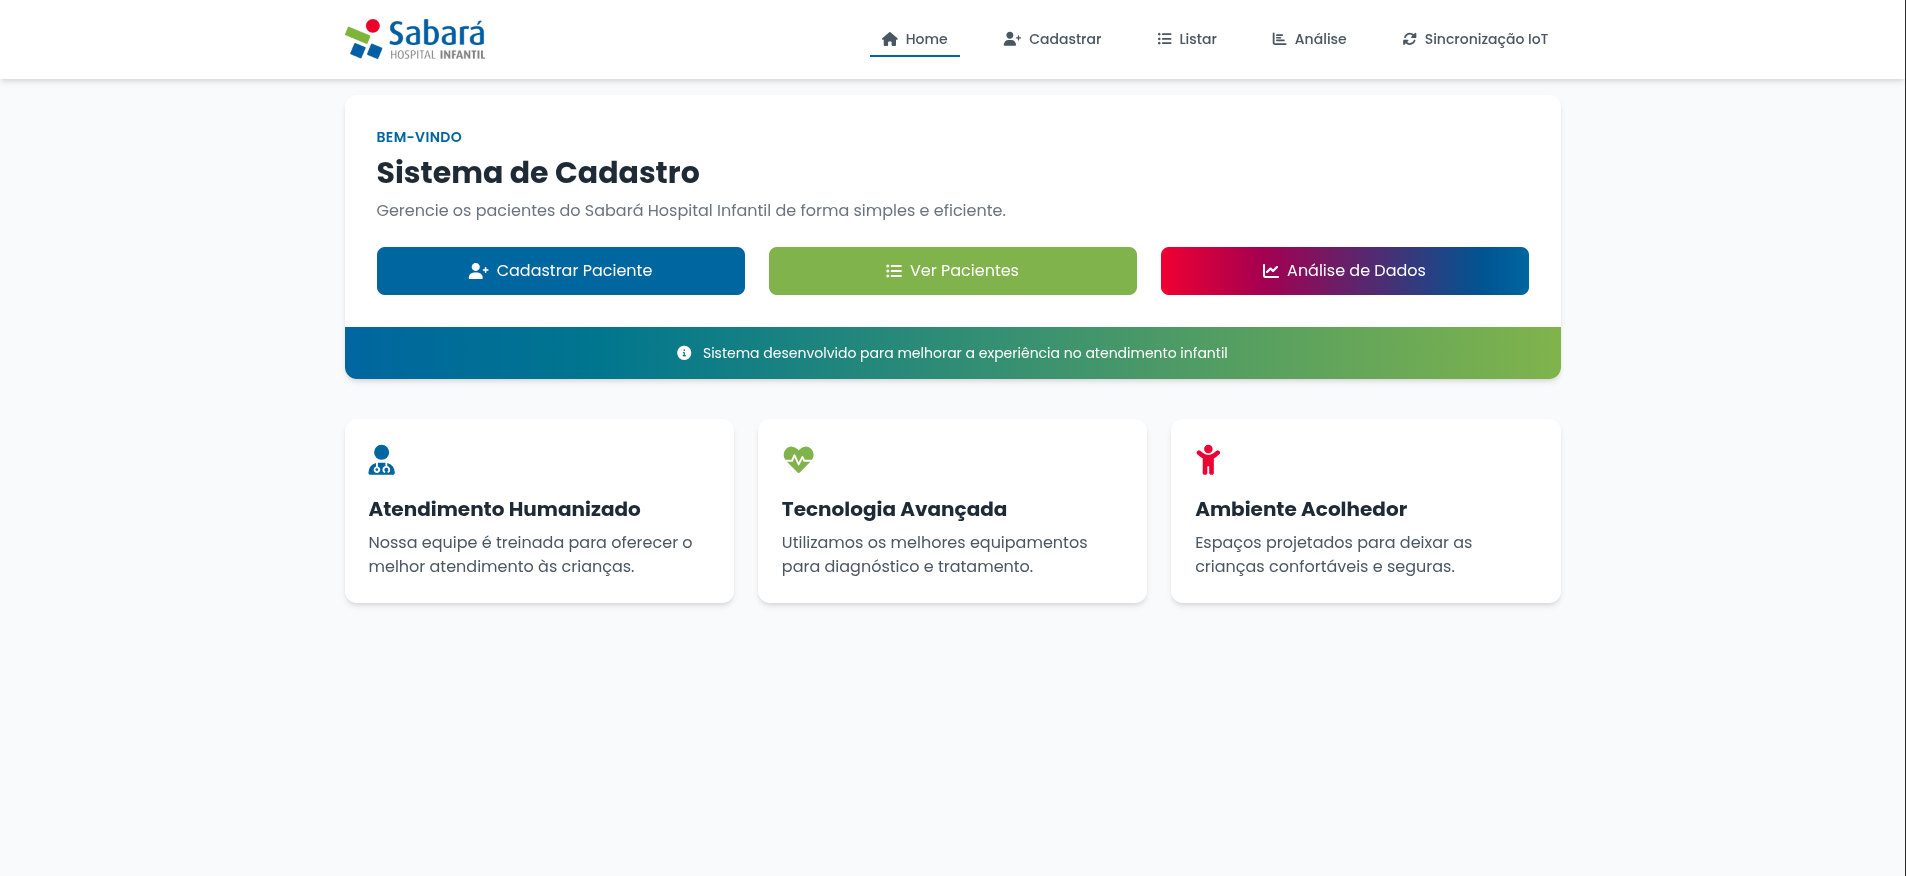 Sabará
HOSPITAL INFANTIL
Home
Cadastrar
Listar
Análise
Sincronização IoT
BEM-VINDO
Sistema de Cadastro
Gerencie os pacientes do Sabará Hospital Infantil de forma simples e eficiente.
Cadastrar Paciente
Ver Pacientes
Análise de Dados
Sistema desenvolvido para melhorar a experiência no atendimento infantil
Atendimento Humanizado
Nossa equipe é treinada para oferecer o
melhor atendimento às crianças.
Tecnologia Avançada
Utilizamos os melhores equipamentos
para diagnóstico e tratamento.
Ambiente Acolhedor
Espaços projetados para deixar as
crianças confortáveis e seguras.